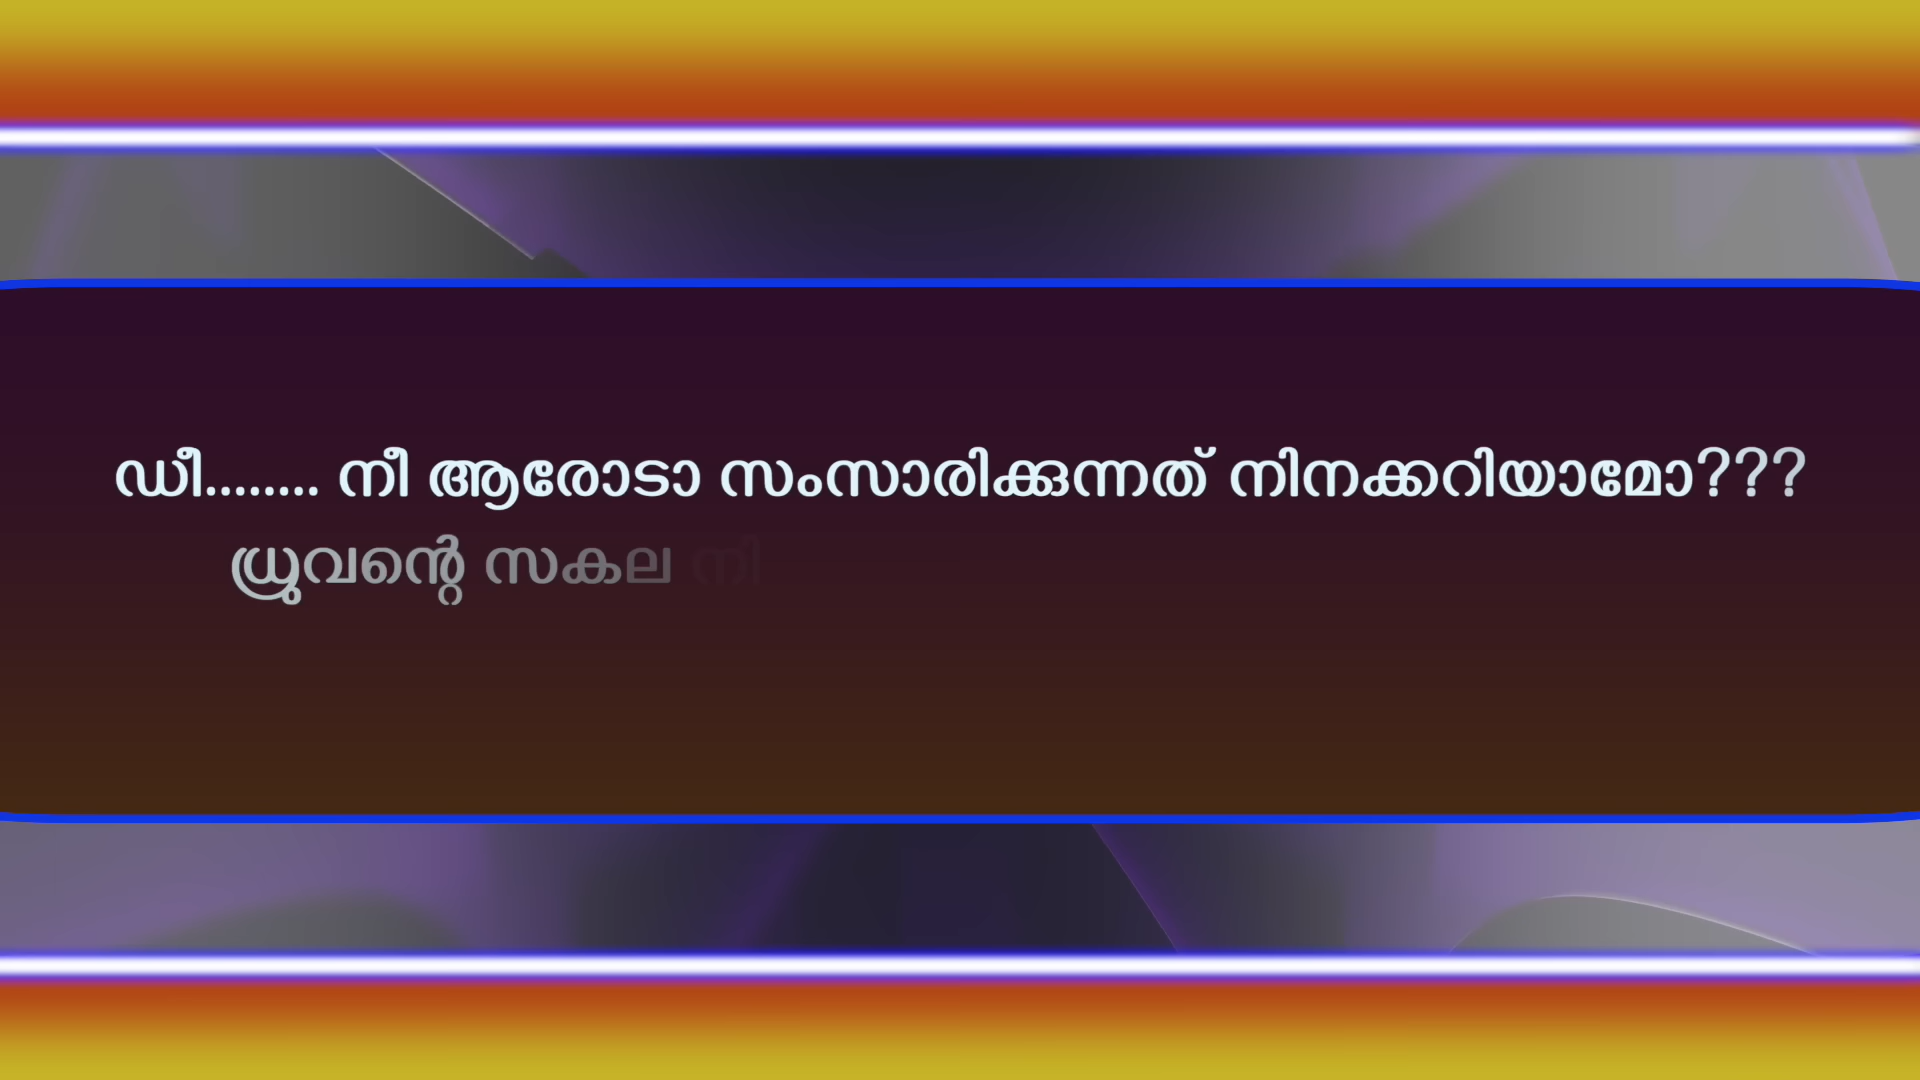 ഡീ........ നീ ആരോടാ സംസാരിക്കുന്നത് നിനക്കറിയാമോ???
ധ്രുവന്റെ സകല നി